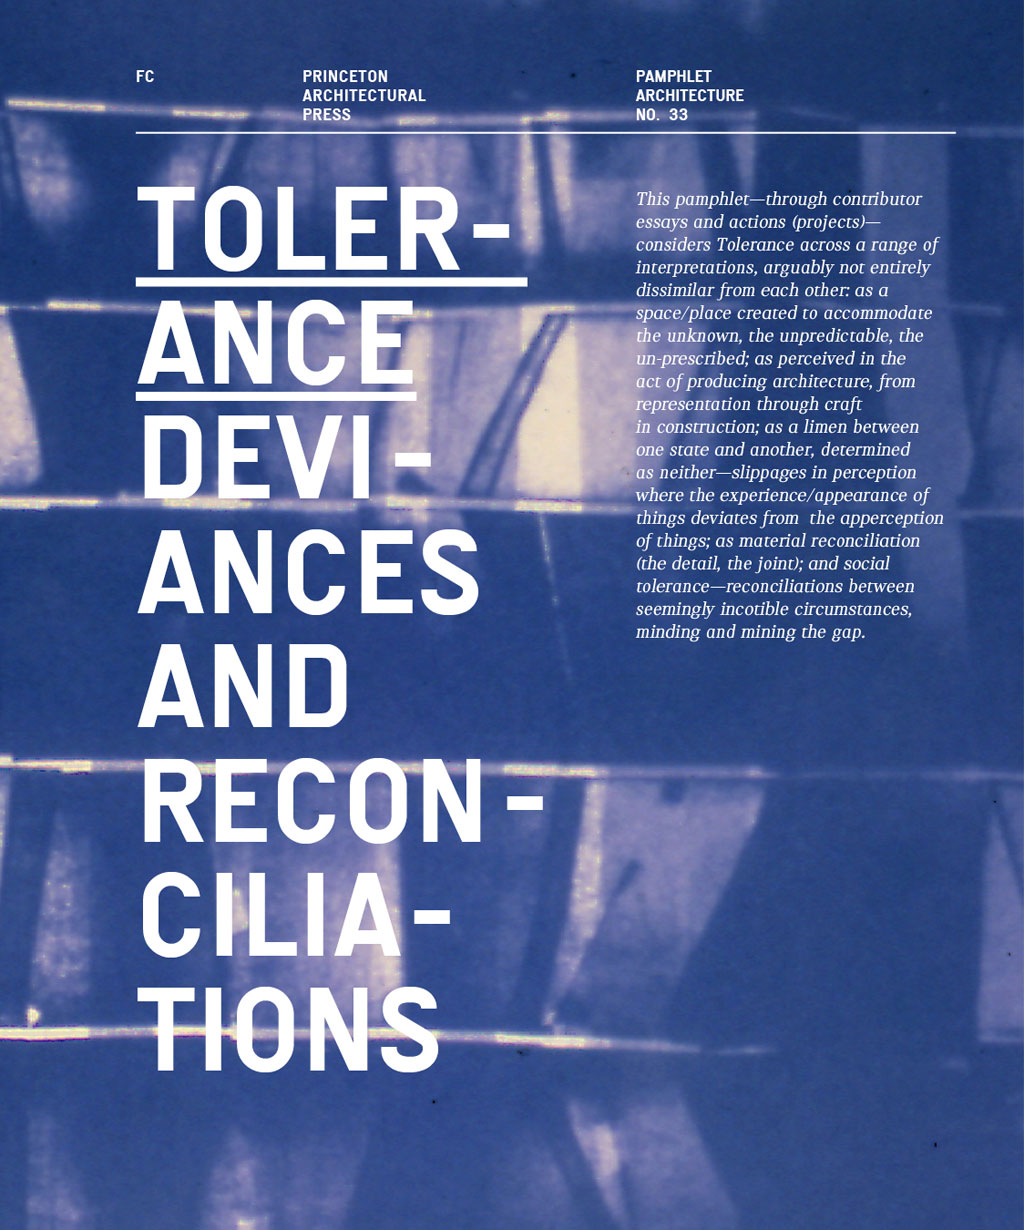 FC
PRINCETON
ARCHITECTURAL
PRESS
PAMPHLET
ARCHITECTURE
NO. 33
TOLER-
ANCE
DEVI-
ANCES
AND
RECON-
CILIA-
TIONS
This pamphlet—through contributor
essays and actions (projects)—
considers Tolerance across a range of
interpretations, arguably not entirely
dissimilar from each other: as a
space/place created to accommodate
the unknown, the unpredictable, the
un-prescribed; as perceived in the
act of producing architecture, from
representation through craft
in construction; as a limen between
one state and another, determined
as neither—slippages in perception
where the experience/appearance of
things deviates from  the apperception
of things; as material reconciliation
(the detail, the joint); and social
tolerance—reconciliations between
seemingly incotible circumstances,
minding and mining the gap.